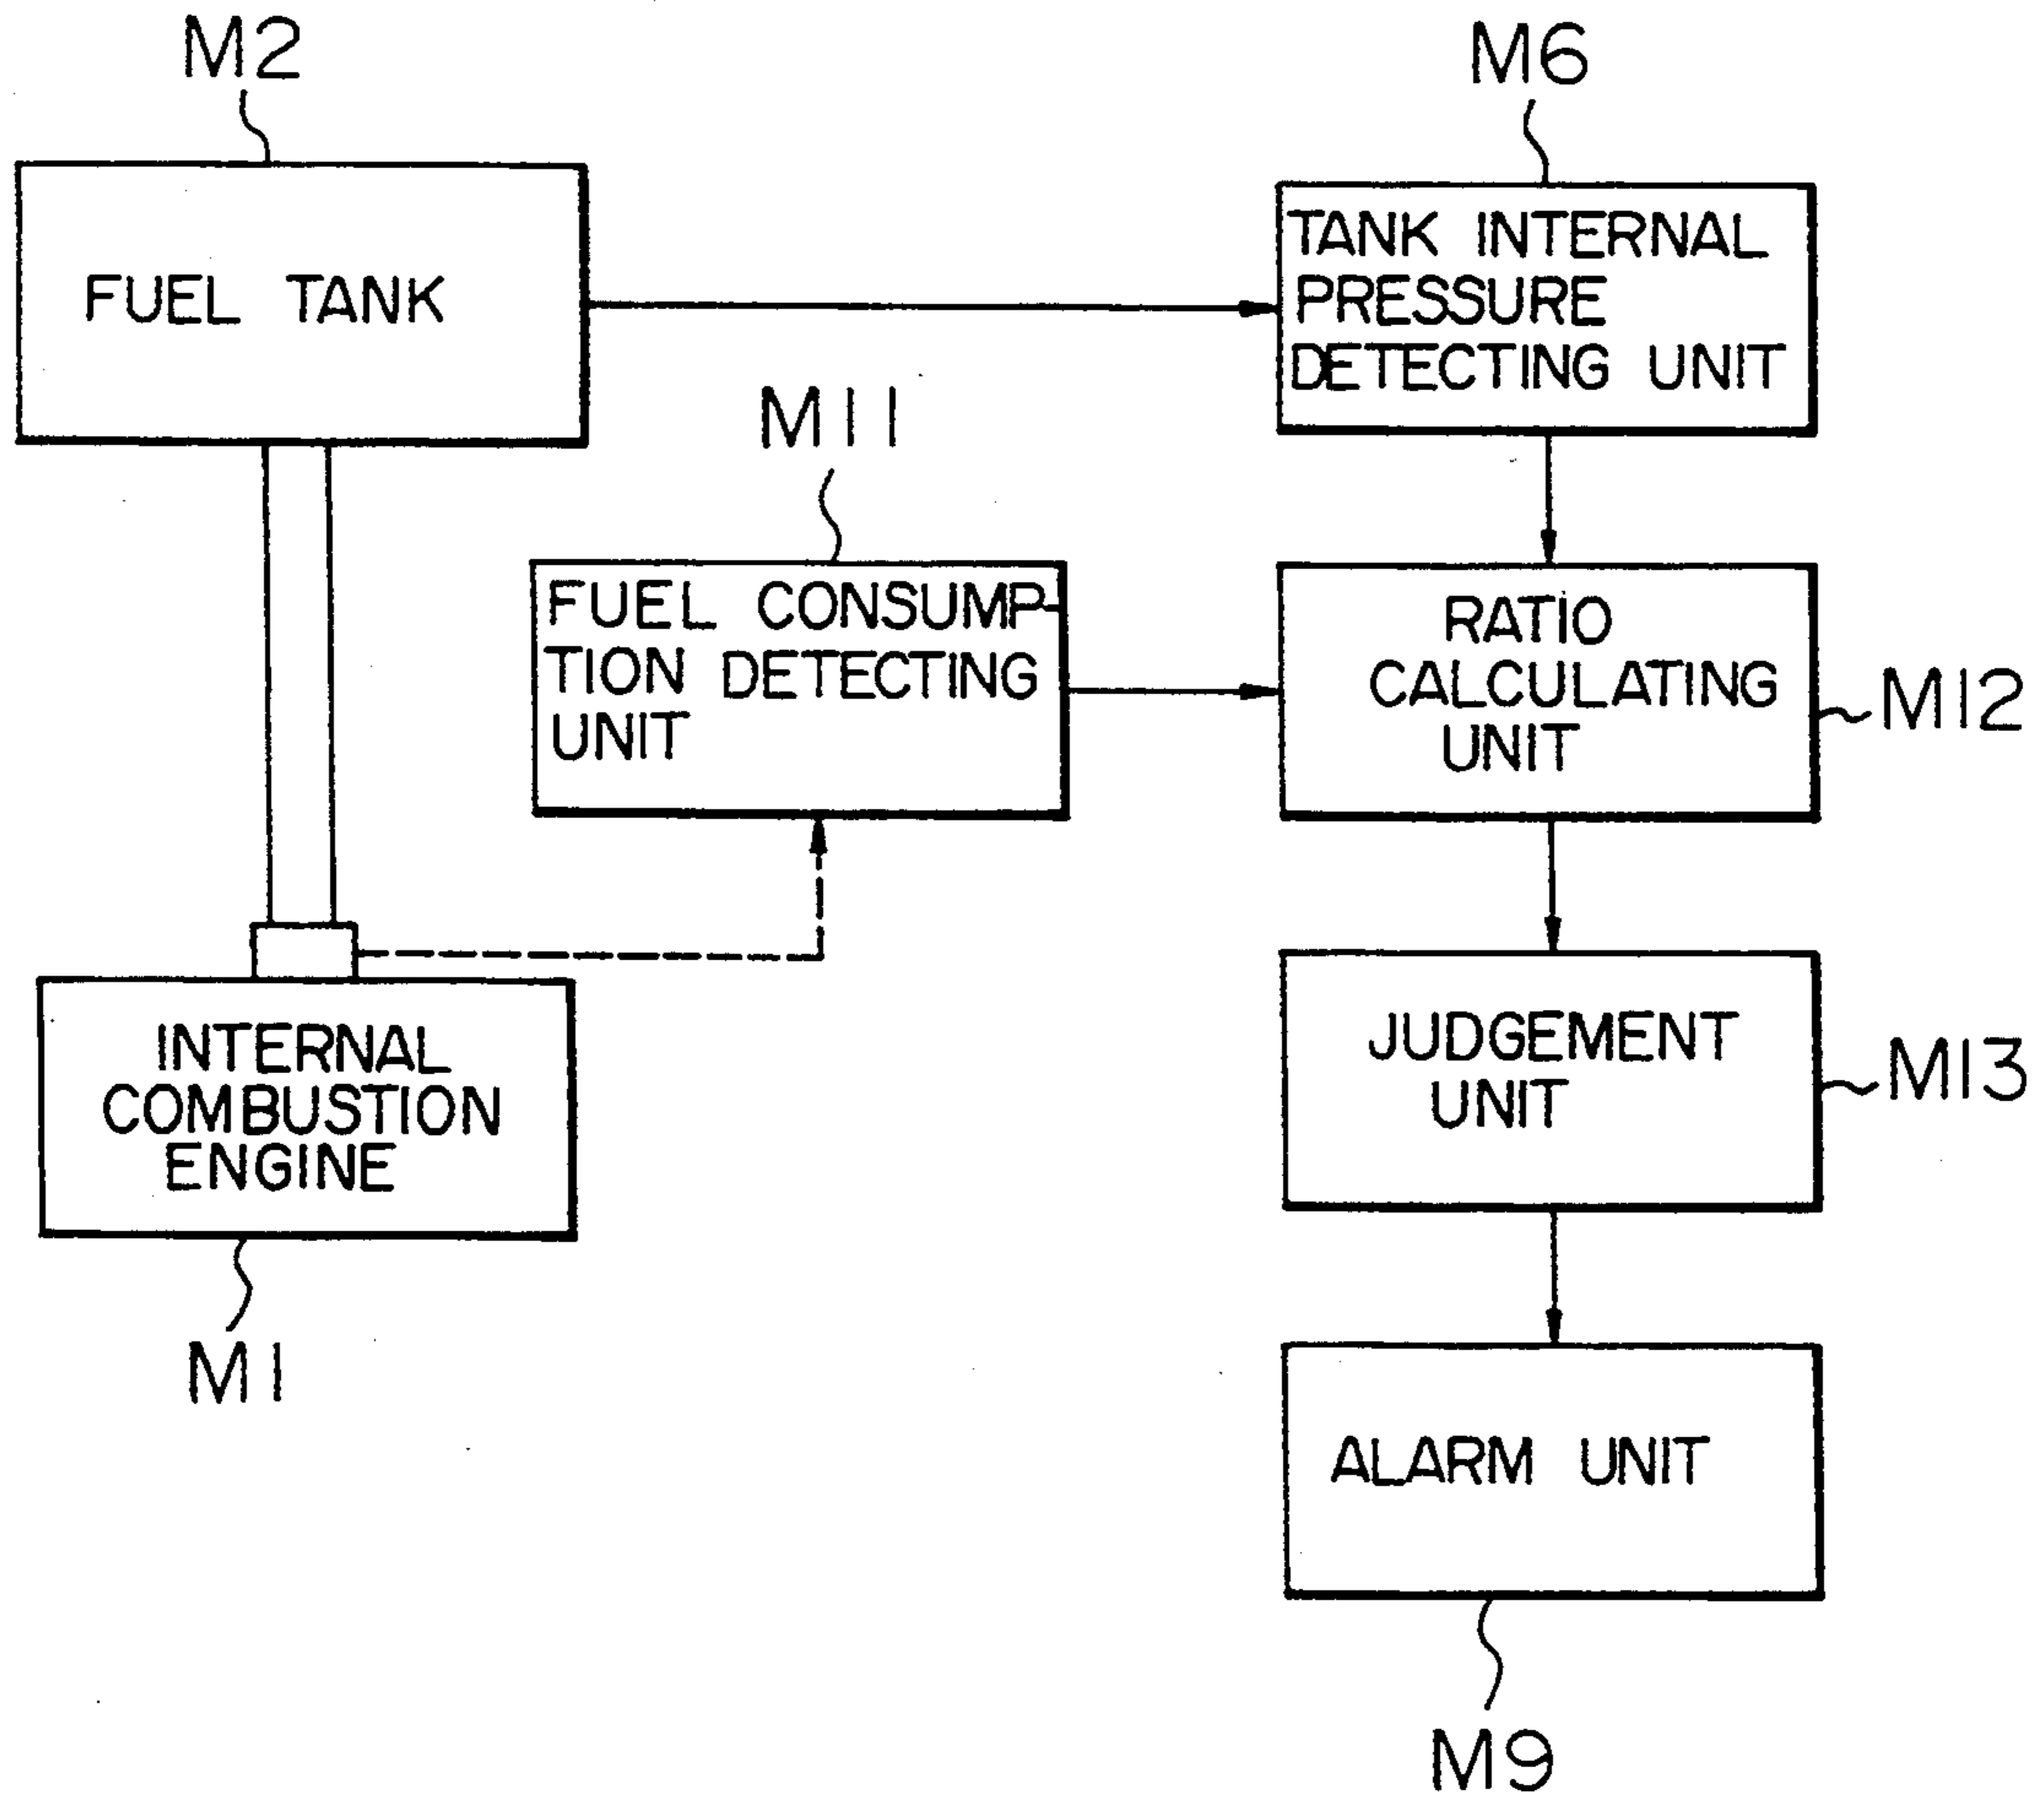 M2
M6
FUEL TANK
TANK INTERNAL
PRESSURE
DETECTING UNIT
M11
FUEL CONSUMP-
TION DETECTING
UNIT
RATIO
CALCULATING
UNIT
M12
INTERNAL
COMBUSTION
ENGINE
JUDGEMENT
UNIT
M13
M1
ALARM UNIT
M9